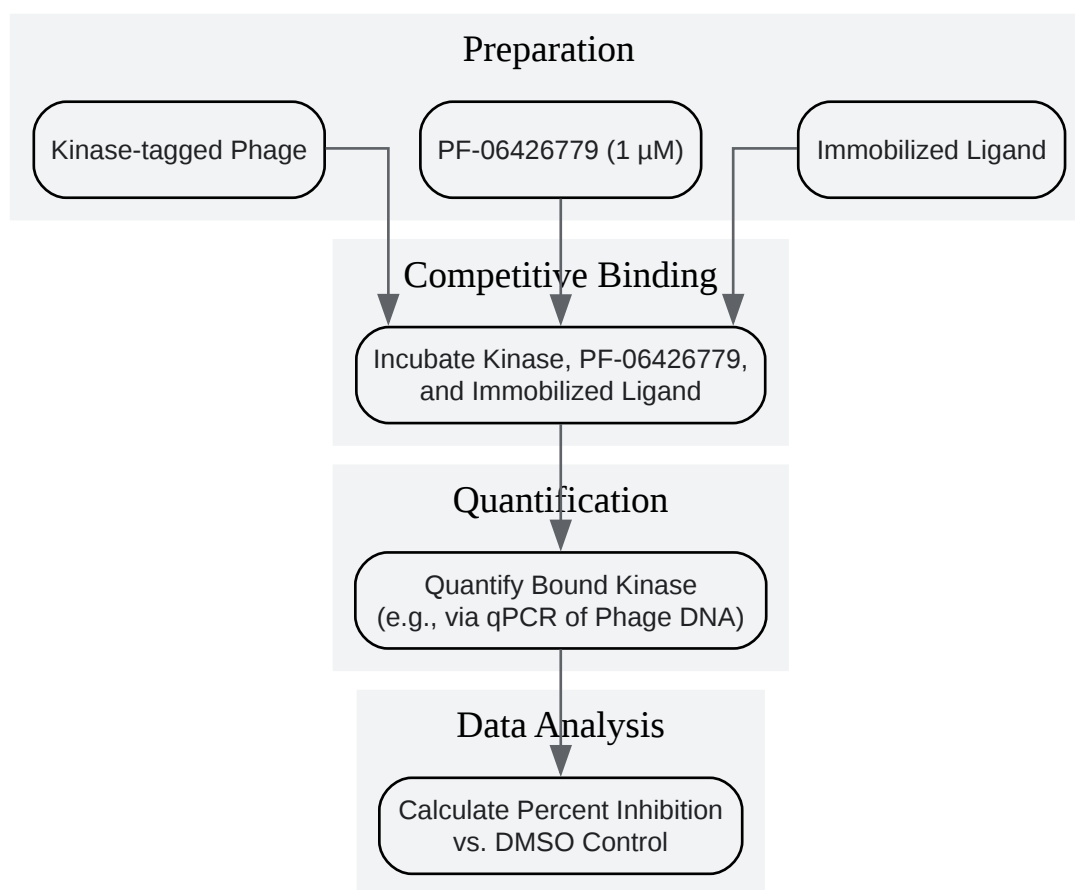 Preparation
Kinase-tagged Phage
PF-06426779 (1 µM)
Immobilized Ligand
Competitive Binding
Incubate Kinase, PF-06426779,
and Immobilized Ligand
Quantification
Quantify Bound Kinase
(e.g., via qPCR of Phage DNA)
Data Analysis
Calculate Percent Inhibition
vs. DMSO Control